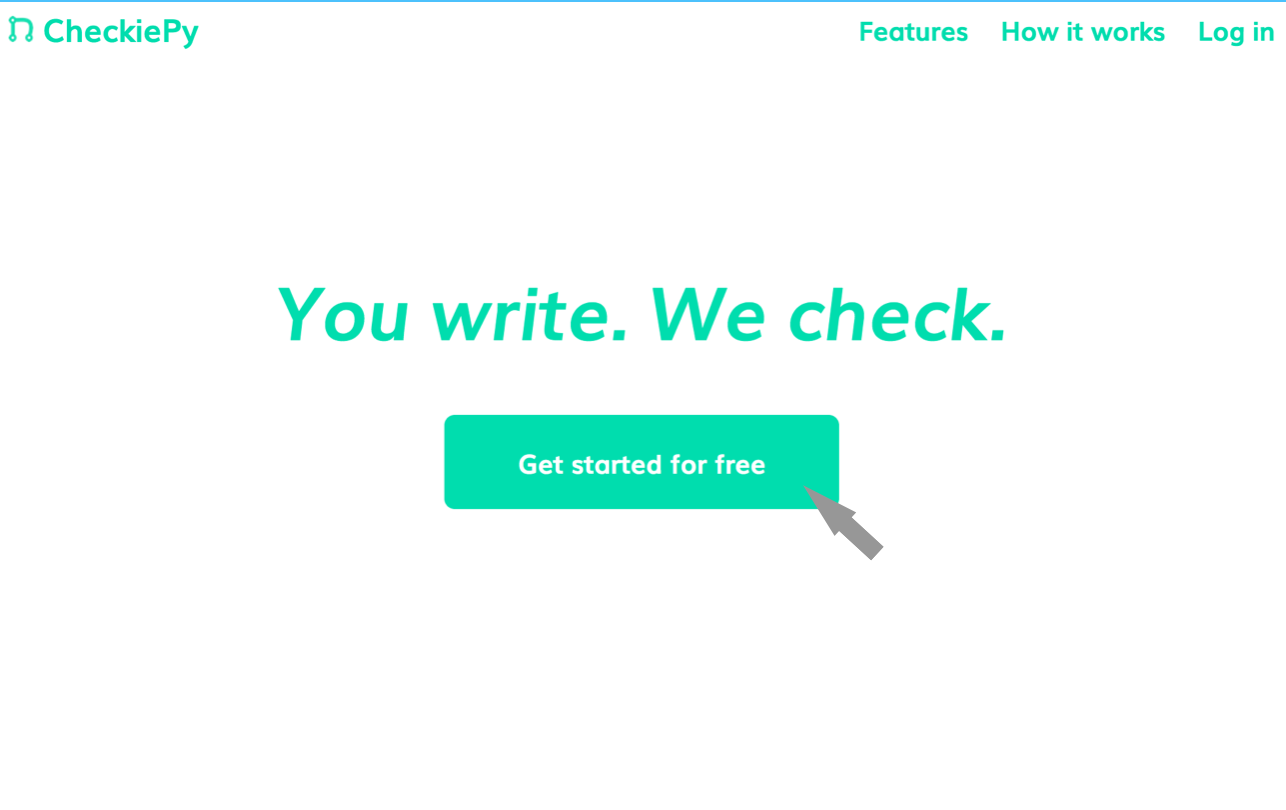 CheckiePy
Features How it works Log in
You write. We check.
Get started for free